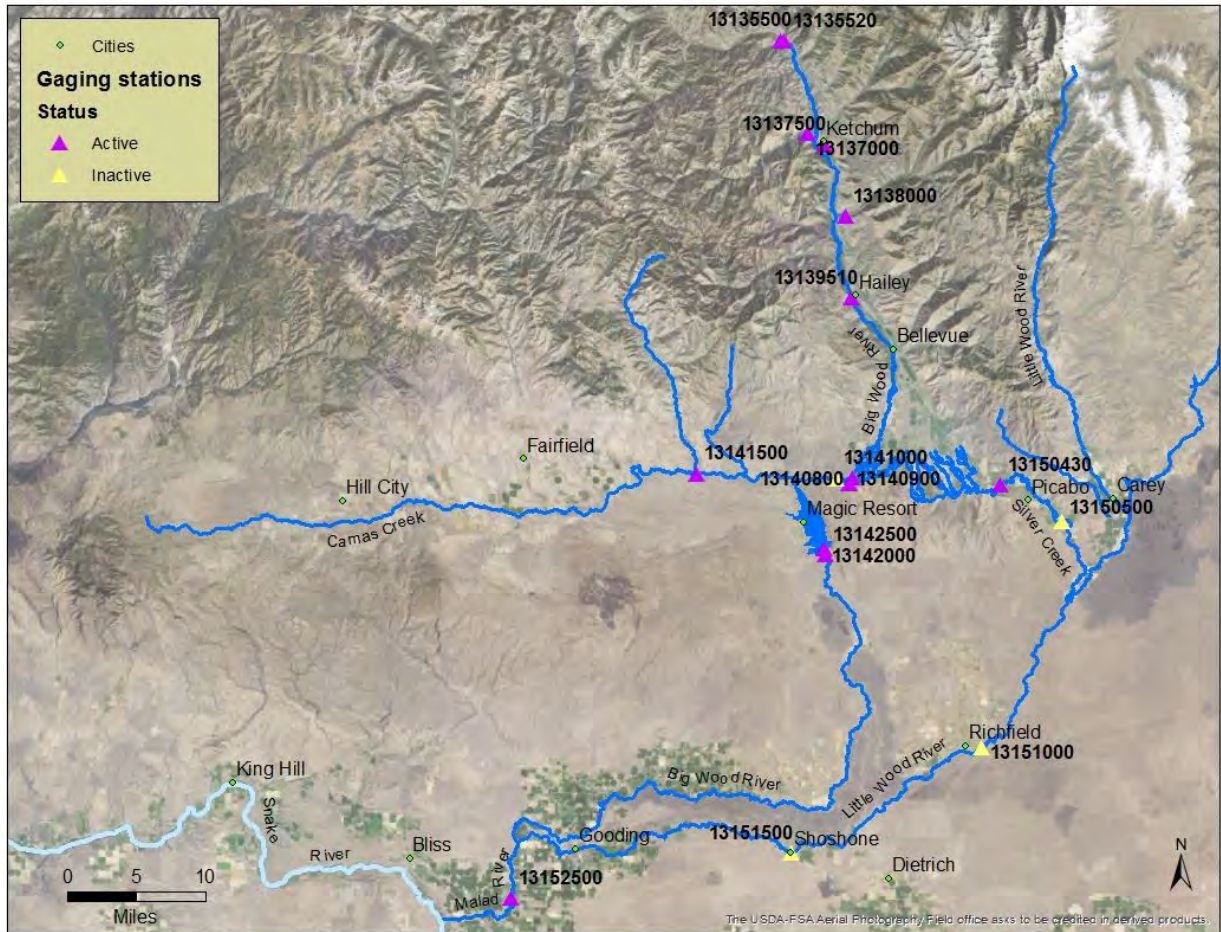 Cities
Gaging stations
Status
Active
Inactive
13135500
13135520
13137500
Ketchum
13137000
13138000
13139510
Hailey
Bellevue
Big Wood River
Little Wood River
Fairfield
13141500
13141000
13140800
13140900
13150430
Picabo
Carey
13150500
Hill City
Camas Creek
Magic Resort
13142500
13142000
Silver Creek
Richfield
13151000
King Hill
Snake River
Big Wood River
Little Wood River
Gooding
13151500
Shoshone
Bliss
Dietrich
13152500
Malad River
0 5 10
Miles
N
The USDA-FSA Aerial Photography Field office asks to be credited in derived products.